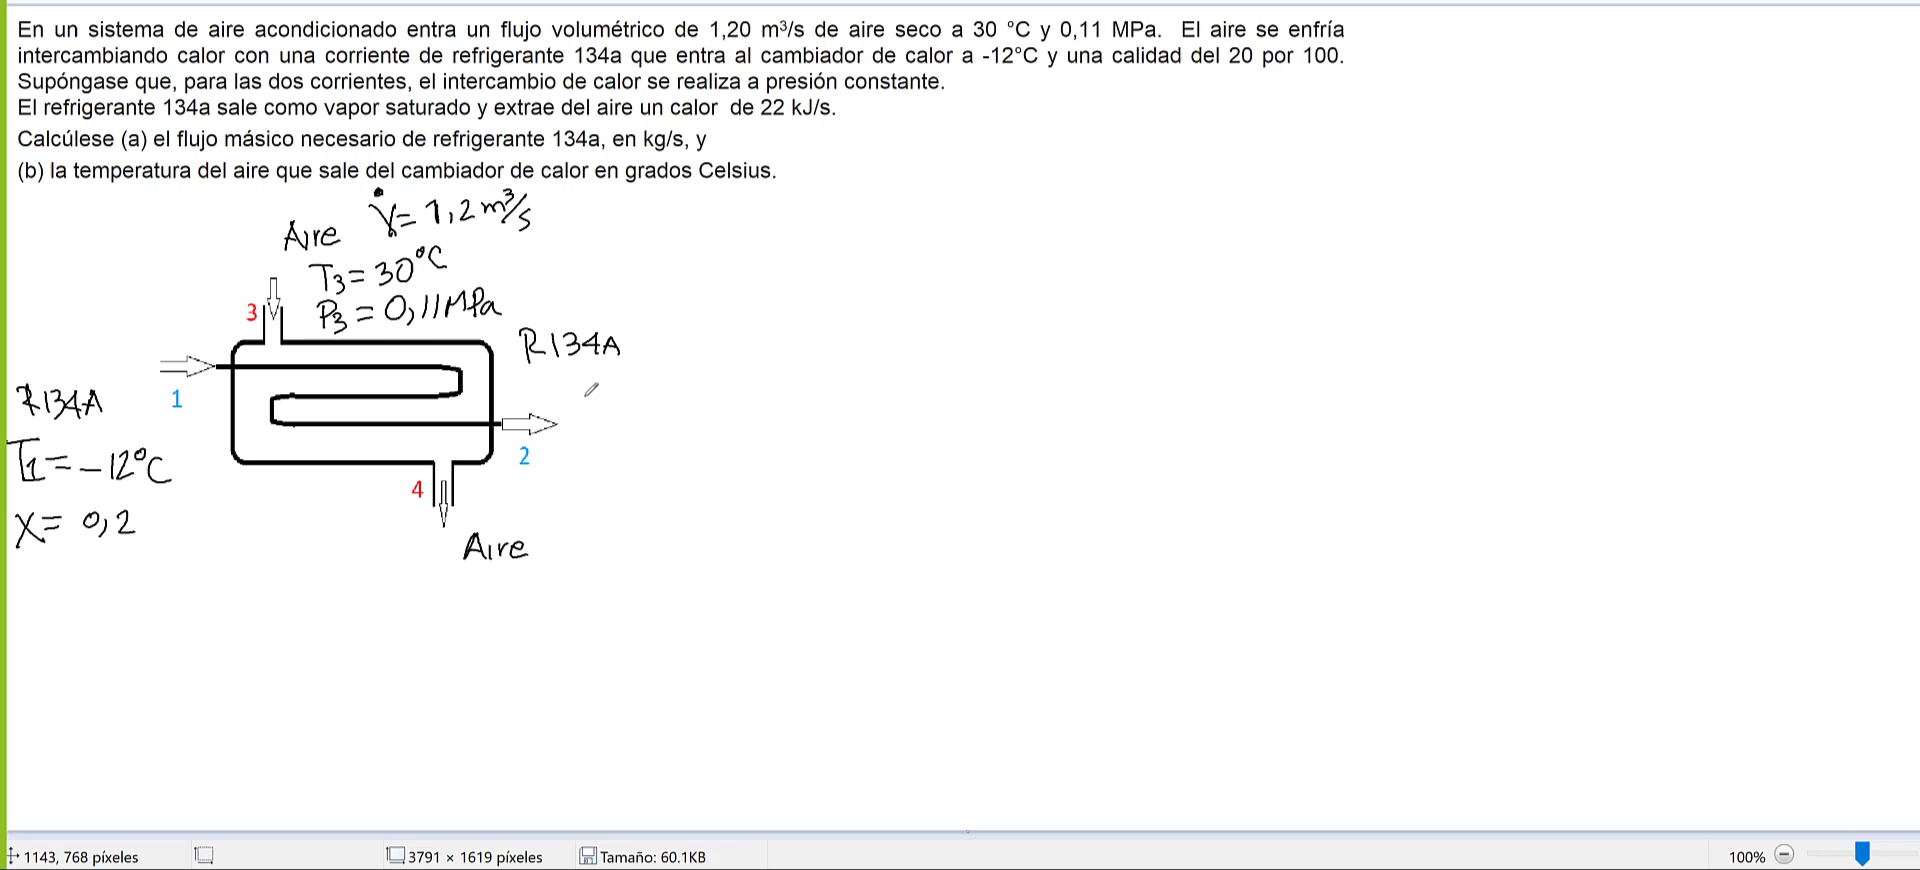 En un sistema de aire acondicionado entra un flujo volumétrico de 1,20 m³/s de aire seco a 30 °C y 0,11 MPa. El aire se enfría
intercambiando calor con una corriente de refrigerante 134a que entra al cambiador de calor a -12°C y una calidad del 20 por 100.
Supóngase que, para las dos corrientes, el intercambio de calor se realiza a presión constante.
El refrigerante 134a sale como vapor saturado y extrae del aire un calor de 22 kJ/s.
Calcúlese (a) el flujo másico necesario de refrigerante 134a, en kg/s, y
(b) la temperatura del aire que sale del cambiador de calor en grados Celsius.
Aire V̇= 1,2 m³/s
T3= 30°C
3 P3 = 0,11MPa
R134A
1
R134A
T1= -12°C
2
4
X= 0,2
Aire
1143, 768 píxeles
3791 × 1619 píxeles
Tamaño: 60.1KB
100%